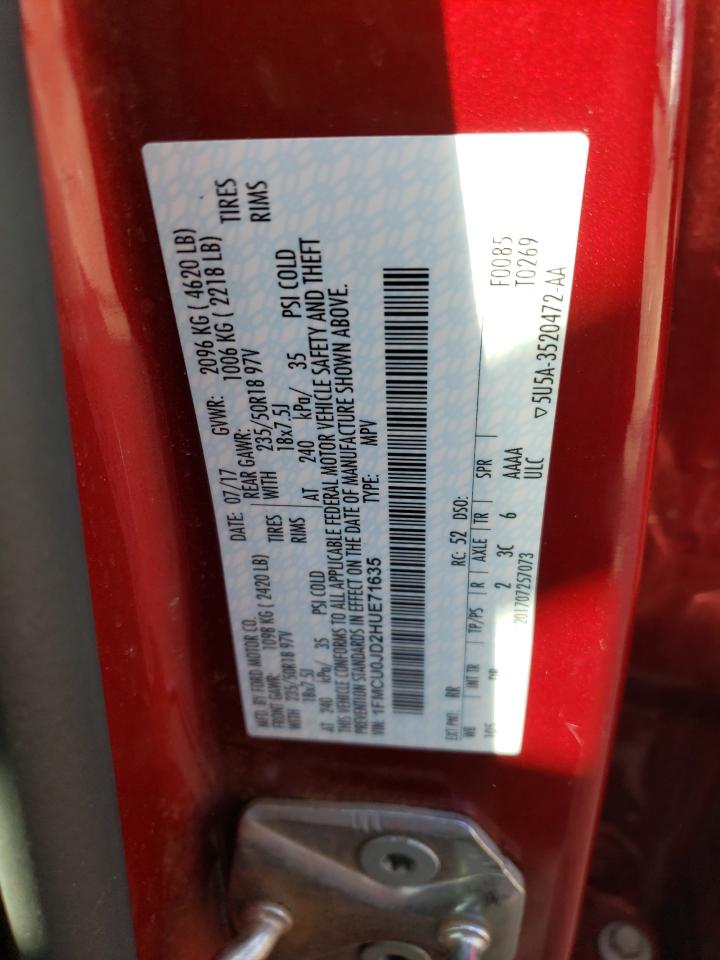 MFD. BY FORD MOTOR CO.
DATE: 07/17 GVWR: 2096 KG ( 4620 LB)
FRONT GAWR: 1098 KG ( 2420 LB) REAR GAWR: 1006 KG ( 2218 LB)
WITH 235/50R18 97V TIRES WITH 235/50R18 97V TIRES
18x7.5J RIMS 18x7.5J RIMS
AT 240 kPa/ 35 PSI COLD AT 240 kPa/ 35 PSI COLD
THIS VEHICLE CONFORMS TO ALL APPLICABLE FEDERAL MOTOR VEHICLE SAFETY AND THEFT
PREVENTION STANDARDS IN EFFECT ON THE DATE OF MANUFACTURE SHOWN ABOVE.
VIN: 1FMCU0JD2HUE71635 TYPE: MPV
EXT PNT: RR RC: 52 DSO: F0085
WB INT TR TP/PS R AXLE TR SPR T0269
105 2 3C 6 AAAA
201707257073 ULC
▽5U5A-3520472-AA